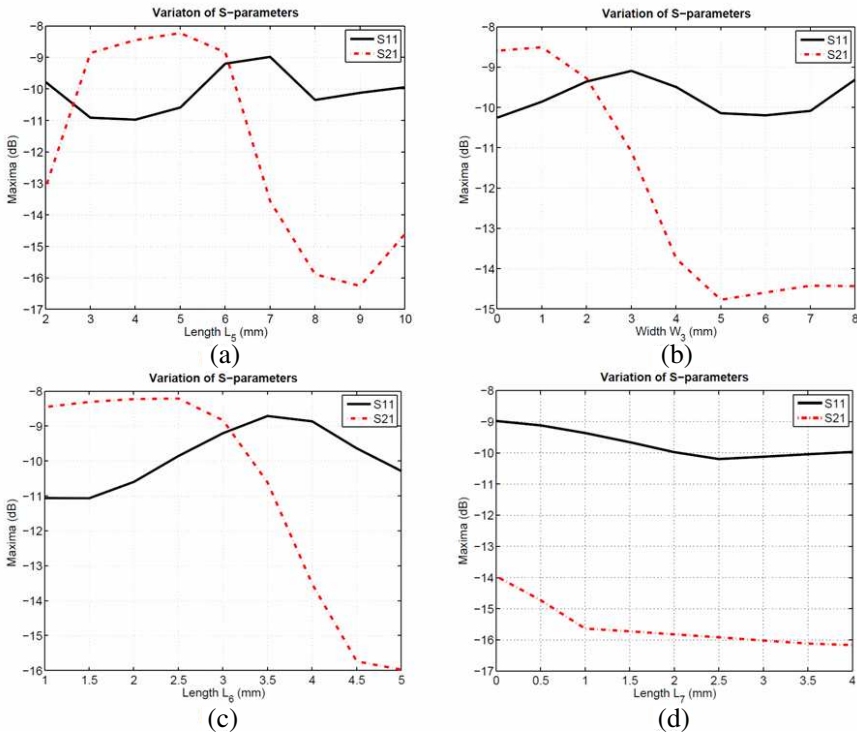 Variaton of S−parameters
S11
S21
Maxima (dB)
−8
−9
−10
−11
−12
−13
−14
−15
−16
−17
2 3 4 5 6 7 8 9 10
Length L5 (mm)
(a)
Variation of S−parameters
S11
S21
Maxima (dB)
−8
−9
−10
−11
−12
−13
−14
−15
0 1 2 3 4 5 6 7 8
Width W3 (mm)
(b)
Variation of S−parameters
S11
S21
Maxima (dB)
−8
−9
−10
−11
−12
−13
−14
−15
−16
1 1.5 2 2.5 3 3.5 4 4.5 5
Length L6 (mm)
(c)
Variation of S−parameters
S11
S21
Maxima (dB)
−8
−9
−10
−11
−12
−13
−14
−15
−16
−17
0 0.5 1 1.5 2 2.5 3 3.5 4
Length L7 (mm)
(d)